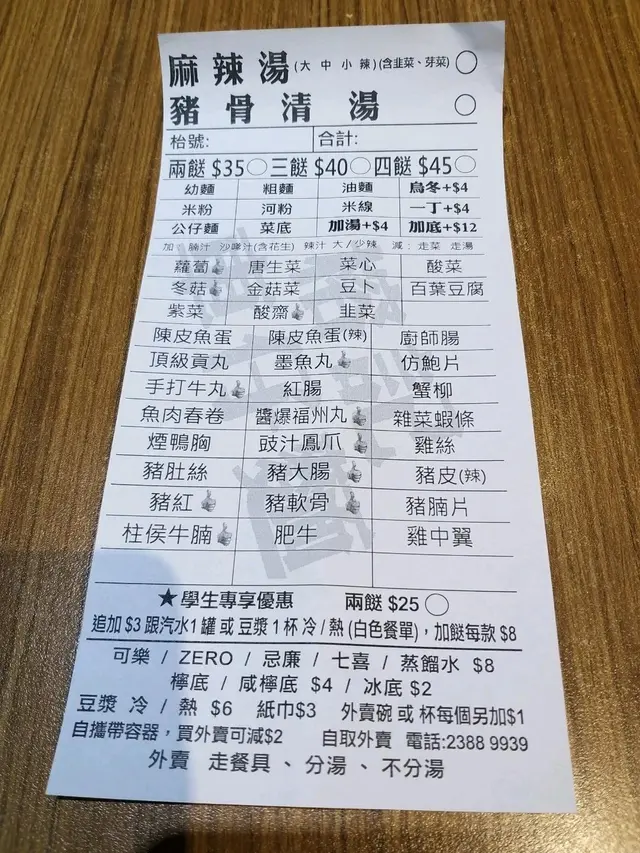 麻辣湯(大 中 小 辣)(含韭菜、芽菜)
豬骨清湯
枱號: 合計:
兩餸 $35 三餸 $40 四餸 $45
幼麵 粗麵 油麵 烏冬+$4
米粉 河粉 米線 一丁+$4
公仔麵 菜底 加湯+$4 加底+$12
加: 腩汁 沙嗲汁(含花生) 辣汁 大/少辣 減: 走菜 走湯
蘿蔔 唐生菜 菜心 酸菜
冬菇 金菇菜 豆卜 百葉豆腐
紫菜 酸齋 韭菜
陳皮魚蛋 陳皮魚蛋(辣) 廚師腸
頂級貢丸 墨魚丸 仿鮑片
手打牛丸 紅腸 蟹柳
魚肉春卷 醬爆福州丸 雜菜蝦條
煙鴨胸 豉汁鳳爪 雞絲
豬肚絲 豬大腸 豬皮(辣)
豬紅 豬軟骨 豬腩片
柱侯牛腩 肥牛 雞中翼
★學生專享優惠 兩餸 $25
追加 $3 跟汽水1罐 或 豆漿 1 杯 冷/熱 (白色餐單)，加餸每款 $8
可樂 / ZERO / 忌廉 / 七喜 / 蒸餾水 $8
檸底 / 咸檸底 $4 / 冰底 $2
豆漿 冷 / 熱 $6 紙巾$3 外賣碗 或 杯每個另加$1
自攜帶容器，買外賣可減$2 自取外賣 電話:2388 9939
外賣 走餐具 、 分湯 、 不分湯